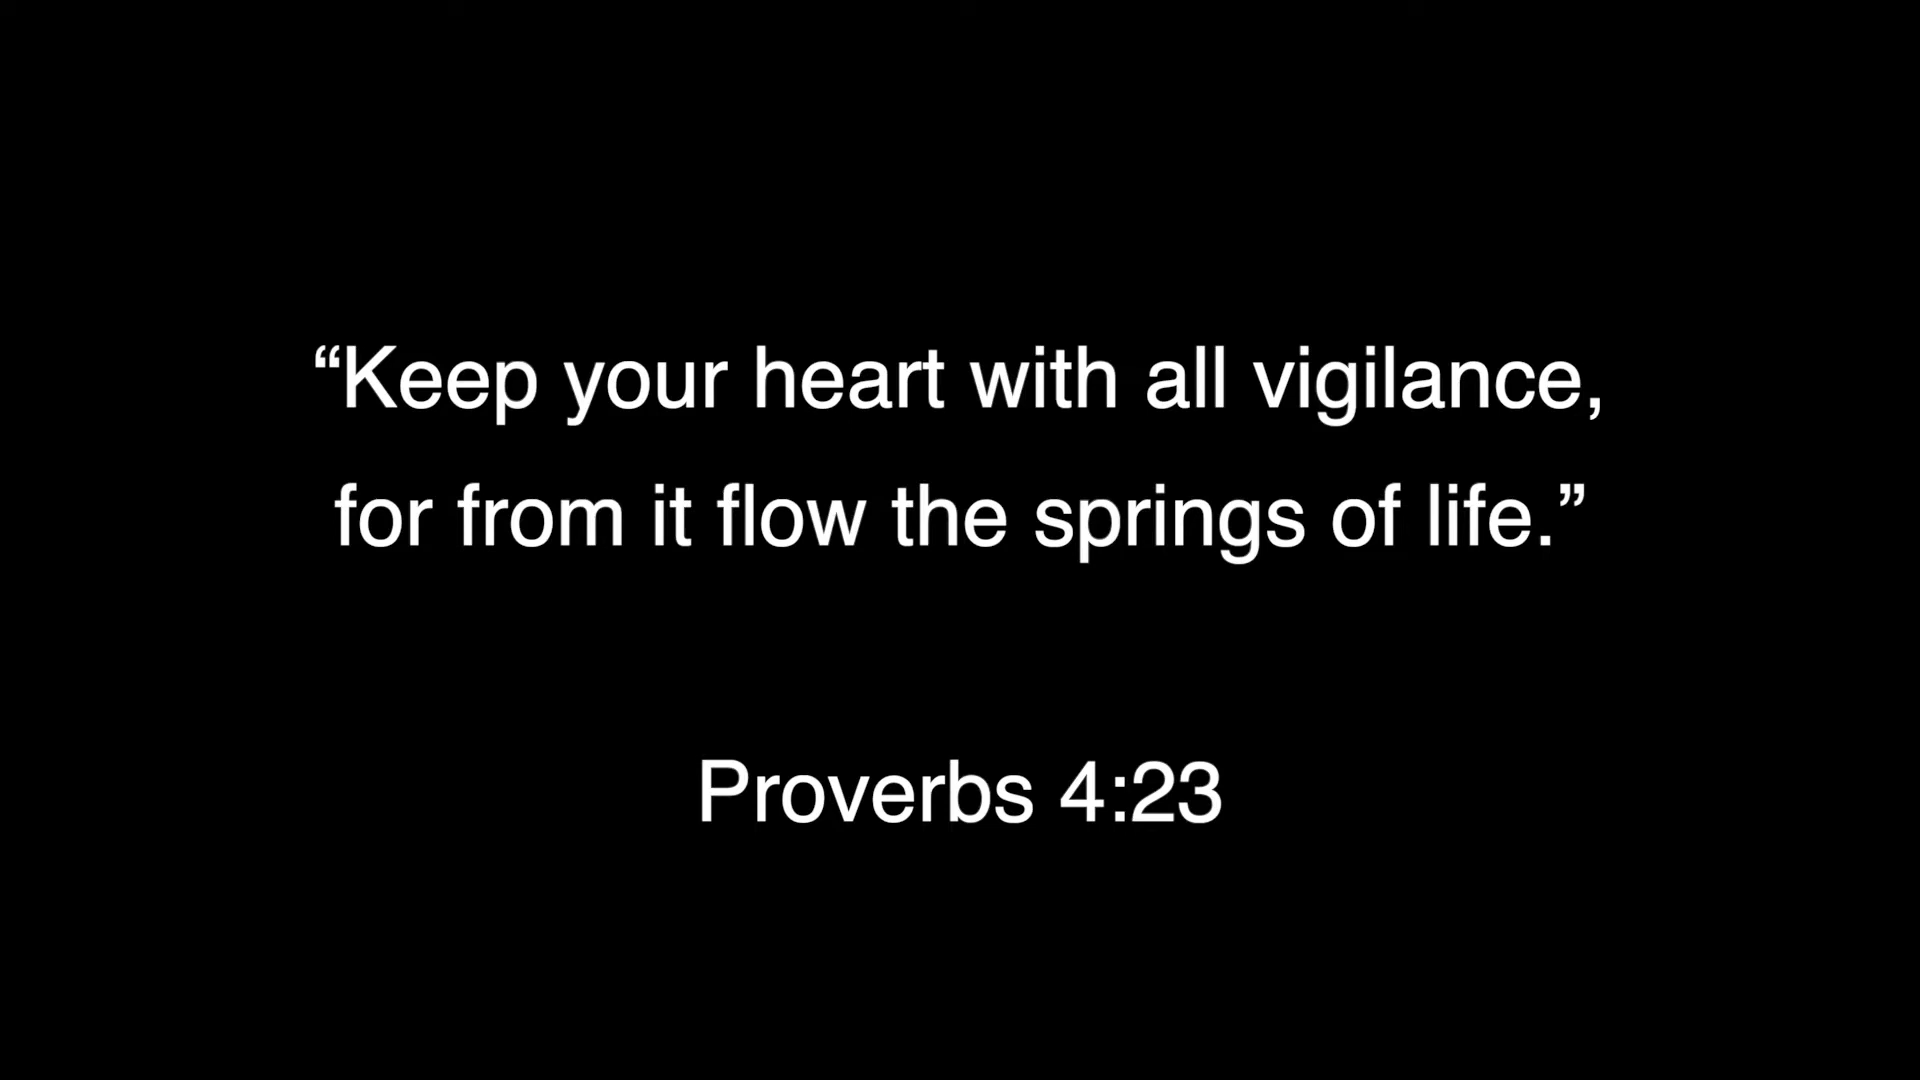 “Keep your heart with all vigilance,
for from it flow the springs of life.”
Proverbs 4:23